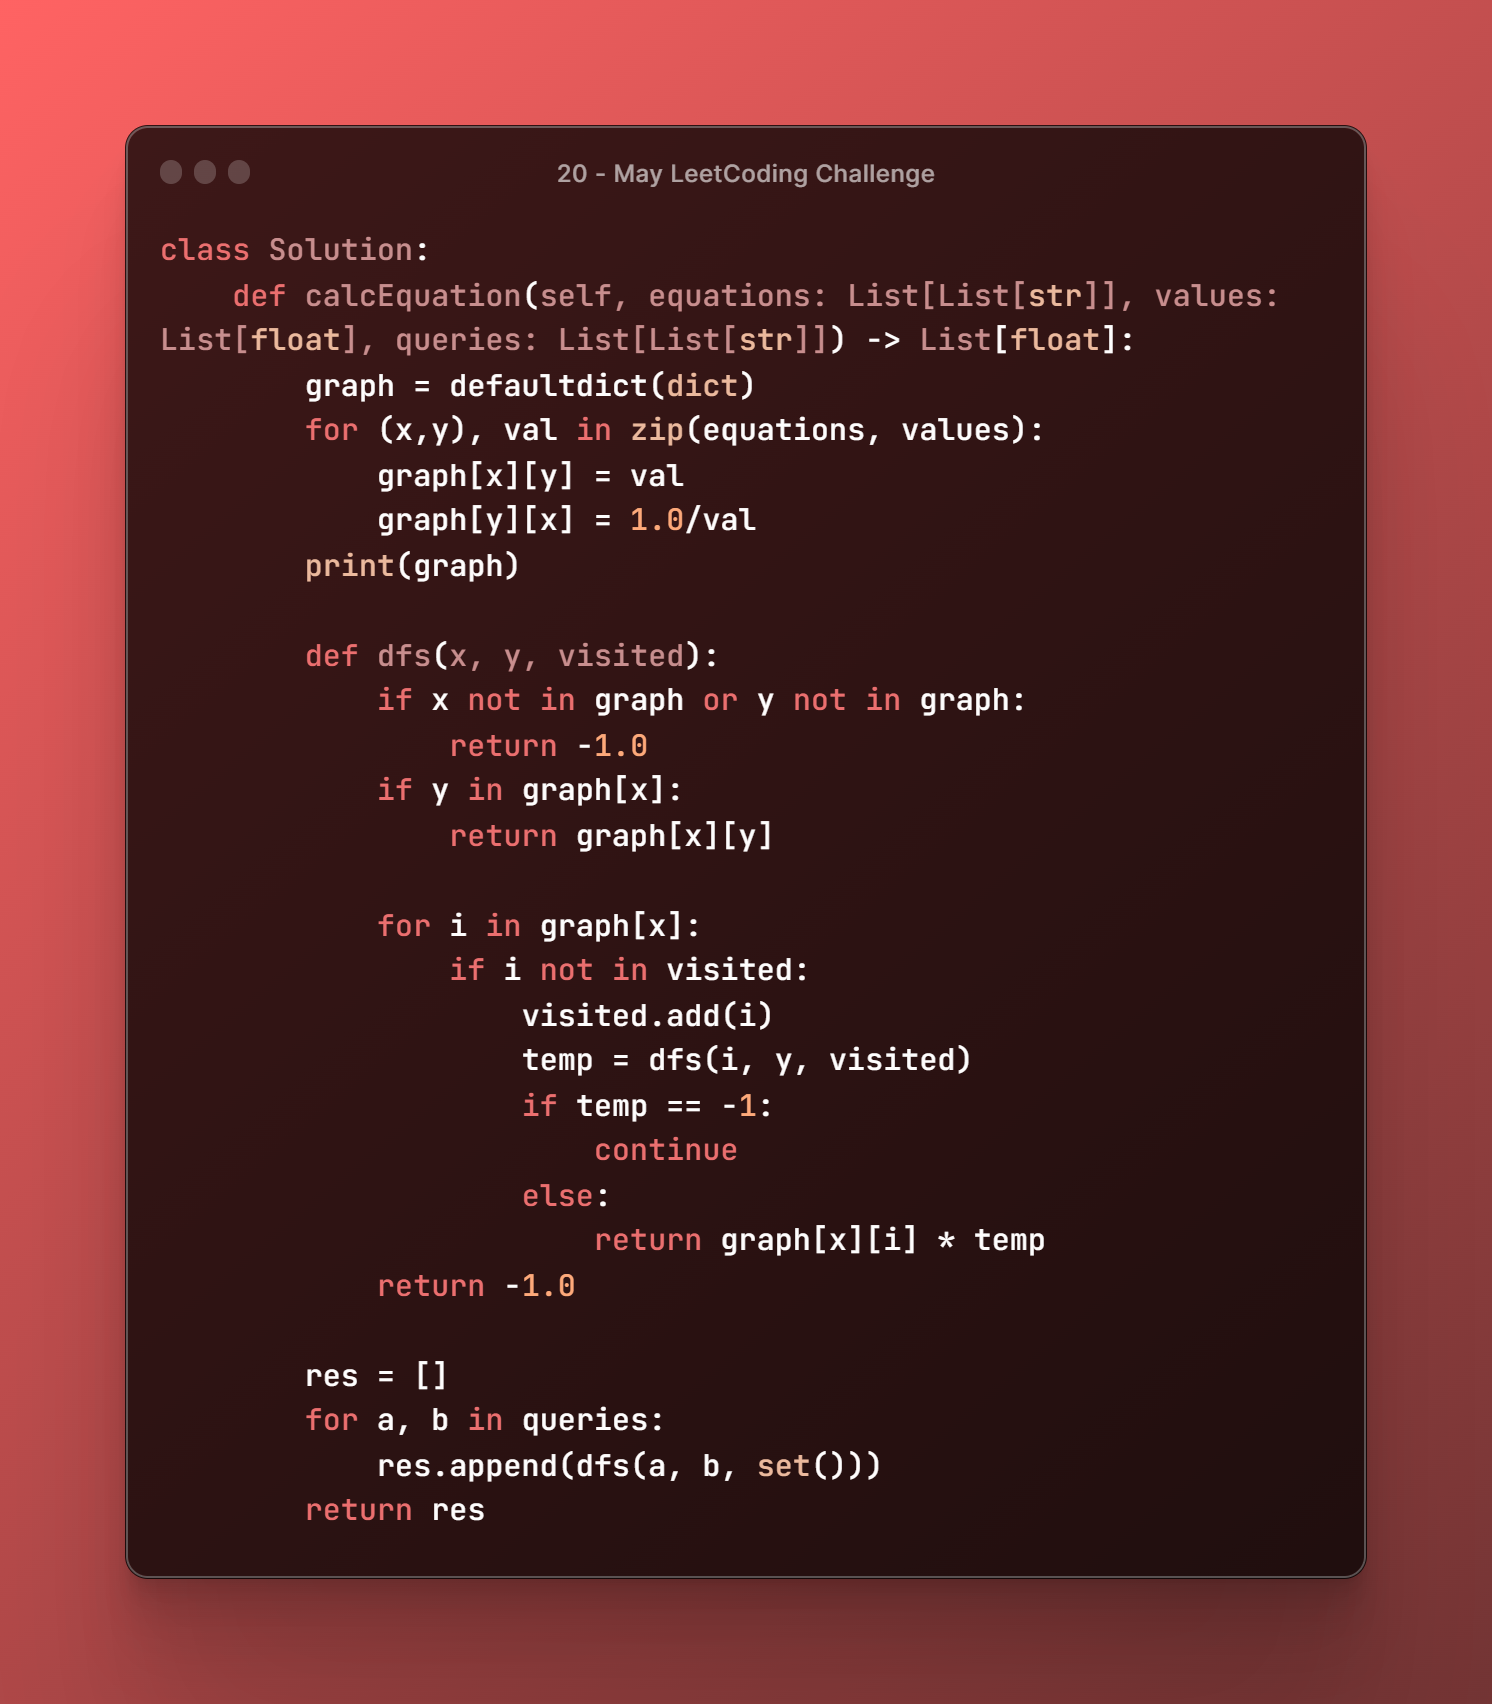 20 - May LeetCoding Challenge
class Solution:
    def calcEquation(self, equations: List[List[str]], values:
List[float], queries: List[List[str]]) -> List[float]:
        graph = defaultdict(dict)
        for (x,y), val in zip(equations, values):
            graph[x][y] = val
            graph[y][x] = 1.0/val
        print(graph)

        def dfs(x, y, visited):
            if x not in graph or y not in graph:
                return -1.0
            if y in graph[x]:
                return graph[x][y]

            for i in graph[x]:
                if i not in visited:
                    visited.add(i)
                    temp = dfs(i, y, visited)
                    if temp == -1:
                        continue
                    else:
                        return graph[x][i] * temp
            return -1.0

        res = []
        for a, b in queries:
            res.append(dfs(a, b, set()))
        return res